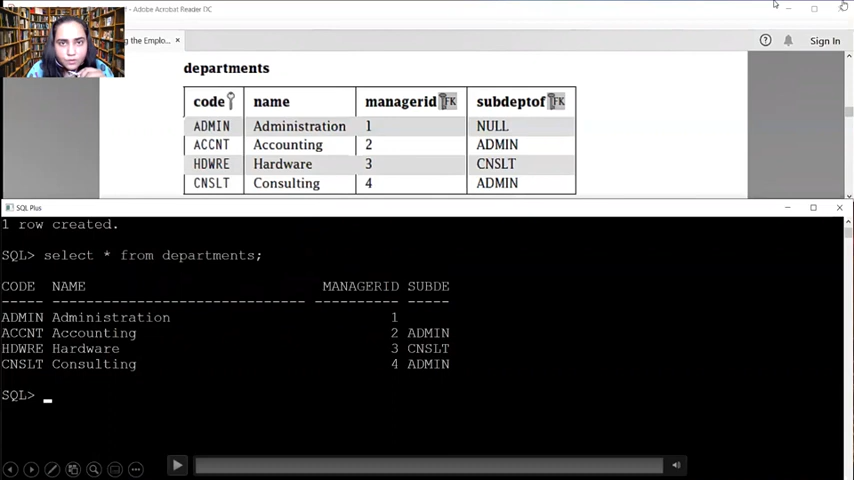 - Adobe Acrobat Reader DC
ng the Emplo...
×
Sign In
departments
code name managerid FK subdeptof FK
ADMIN Administration 1 NULL
ACCNT Accounting 2 ADMIN
HDWRE Hardware 3 CNSLT
CNSLT Consulting 4 ADMIN
SQL Plus
1 row created.
SQL> select * from departments;
CODE NAME MANAGERID SUBDE
----- ------------------------------ ---------- -----
ADMIN Administration 1
ACCNT Accounting 2 ADMIN
HDWRE Hardware 3 CNSLT
CNSLT Consulting 4 ADMIN
SQL> _